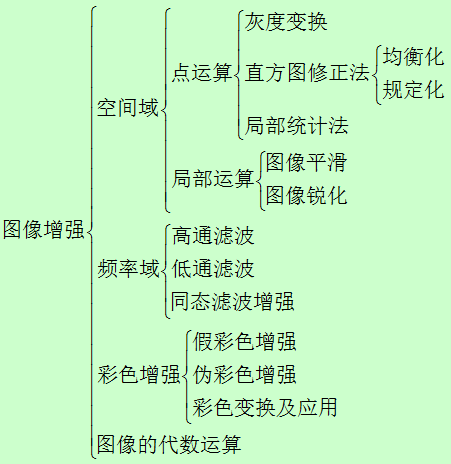 灰度变换
点运算 直方图修正法 均衡化
规定化
空间域
局部统计法
局部运算 图像平滑
图像锐化
图像增强
高通滤波
频率域 低通滤波
同态滤波增强
假彩色增强
彩色增强 伪彩色增强
彩色变换及应用
图像的代数运算